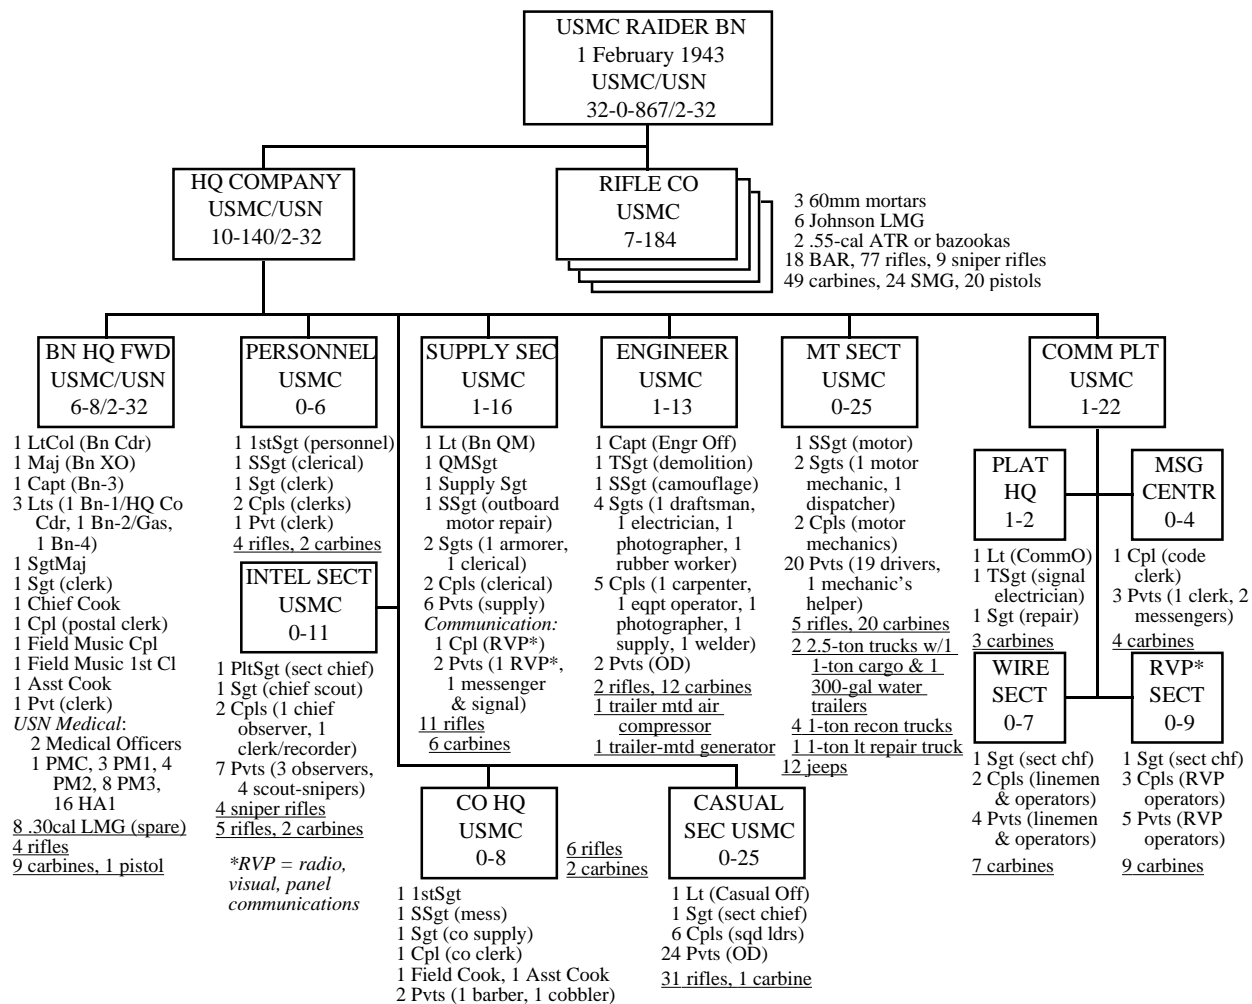 USMC RAIDER BN
1 February 1943
USMC/USN
32-0-867/2-32
HQ COMPANY
USMC/USN
10-140/2-32
RIFLE CO
USMC
7-184
3 60mm mortars
6 Johnson LMG
2 .55-cal ATR or bazookas
18 BAR, 77 rifles, 9 sniper rifles
49 carbines, 24 SMG, 20 pistols
BN HQ FWD
USMC/USN
6-8/2-32
1 LtCol (Bn Cdr)
1 Maj (Bn XO)
1 Capt (Bn-3)
3 Lts (1 Bn-1/HQ Co
Cdr, 1 Bn-2/Gas,
1 Bn-4)
1 SgtMaj
1 Sgt (clerk)
1 Chief Cook
1 Cpl (postal clerk)
1 Field Music Cpl
1 Field Music 1st Cl
1 Asst Cook
1 Pvt (clerk)
USN Medical:
2 Medical Officers
1 PMC, 3 PM1, 4
PM2, 8 PM3,
16 HA1
8 .30cal LMG (spare)
4 rifles
9 carbines, 1 pistol
PERSONNEL
USMC
0-6
1 1stSgt (personnel)
1 SSgt (clerical)
1 Sgt (clerk)
2 Cpls (clerks)
1 Pvt (clerk)
4 rifles, 2 carbines
INTEL SECT
USMC
0-11
1 PltSgt (sect chief)
1 Sgt (chief scout)
2 Cpls (1 chief
observer, 1
clerk/recorder)
7 Pvts (3 observers,
4 scout-snipers)
4 sniper rifles
5 rifles, 2 carbines
*RVP = radio,
visual, panel
communications
SUPPLY SEC
USMC
1-16
1 Lt (Bn QM)
1 QMSgt
1 Supply Sgt
1 SSgt (outboard
motor repair)
2 Sgts (1 armorer,
1 clerical)
2 Cpls (clerical)
6 Pvts (supply)
Communication:
1 Cpl (RVP*)
2 Pvts (1 RVP*,
1 messenger
& signal)
11 rifles
6 carbines
ENGINEER
USMC
1-13
1 Capt (Engr Off)
1 TSgt (demolition)
1 SSgt (camouflage)
4 Sgts (1 draftsman,
1 electrician, 1
photographer, 1
rubber worker)
5 Cpls (1 carpenter,
1 eqpt operator, 1
photographer, 1
supply, 1 welder)
2 Pvts (OD)
2 rifles, 12 carbines
1 trailer mtd air
compressor
1 trailer-mtd generator
MT SECT
USMC
0-25
1 SSgt (motor)
2 Sgts (1 motor
mechanic, 1
dispatcher)
2 Cpls (motor
mechanics)
20 Pvts (19 drivers,
1 mechanic's
helper)
5 rifles, 20 carbines
2 2.5-ton trucks w/1
1-ton cargo & 1
300-gal water
trailers
4 1-ton recon trucks
1 1-ton lt repair truck
12 jeeps
COMM PLT
USMC
1-22
PLAT
HQ
1-2
1 Lt (CommO)
1 TSgt (signal
electrician)
1 Sgt (repair)
3 carbines
MSG
CENTR
0-4
1 Cpl (code
clerk)
3 Pvts (1 clerk, 2
messengers)
4 carbines
WIRE
SECT
0-7
1 Sgt (sect chf)
2 Cpls (linemen
& operators)
4 Pvts (linemen
& operators)
7 carbines
RVP*
SECT
0-9
1 Sgt (sect chf)
3 Cpls (RVP
operators)
5 Pvts (RVP
operators)
9 carbines
CO HQ
USMC
0-8
6 rifles
2 carbines
1 1stSgt
1 SSgt (mess)
1 Sgt (co supply)
1 Cpl (co clerk)
1 Field Cook, 1 Asst Cook
2 Pvts (1 barber, 1 cobbler)
CASUAL
SEC USMC
0-25
1 Lt (Casual Off)
1 Sgt (sect chief)
6 Cpls (sqd ldrs)
24 Pvts (OD)
31 rifles, 1 carbine